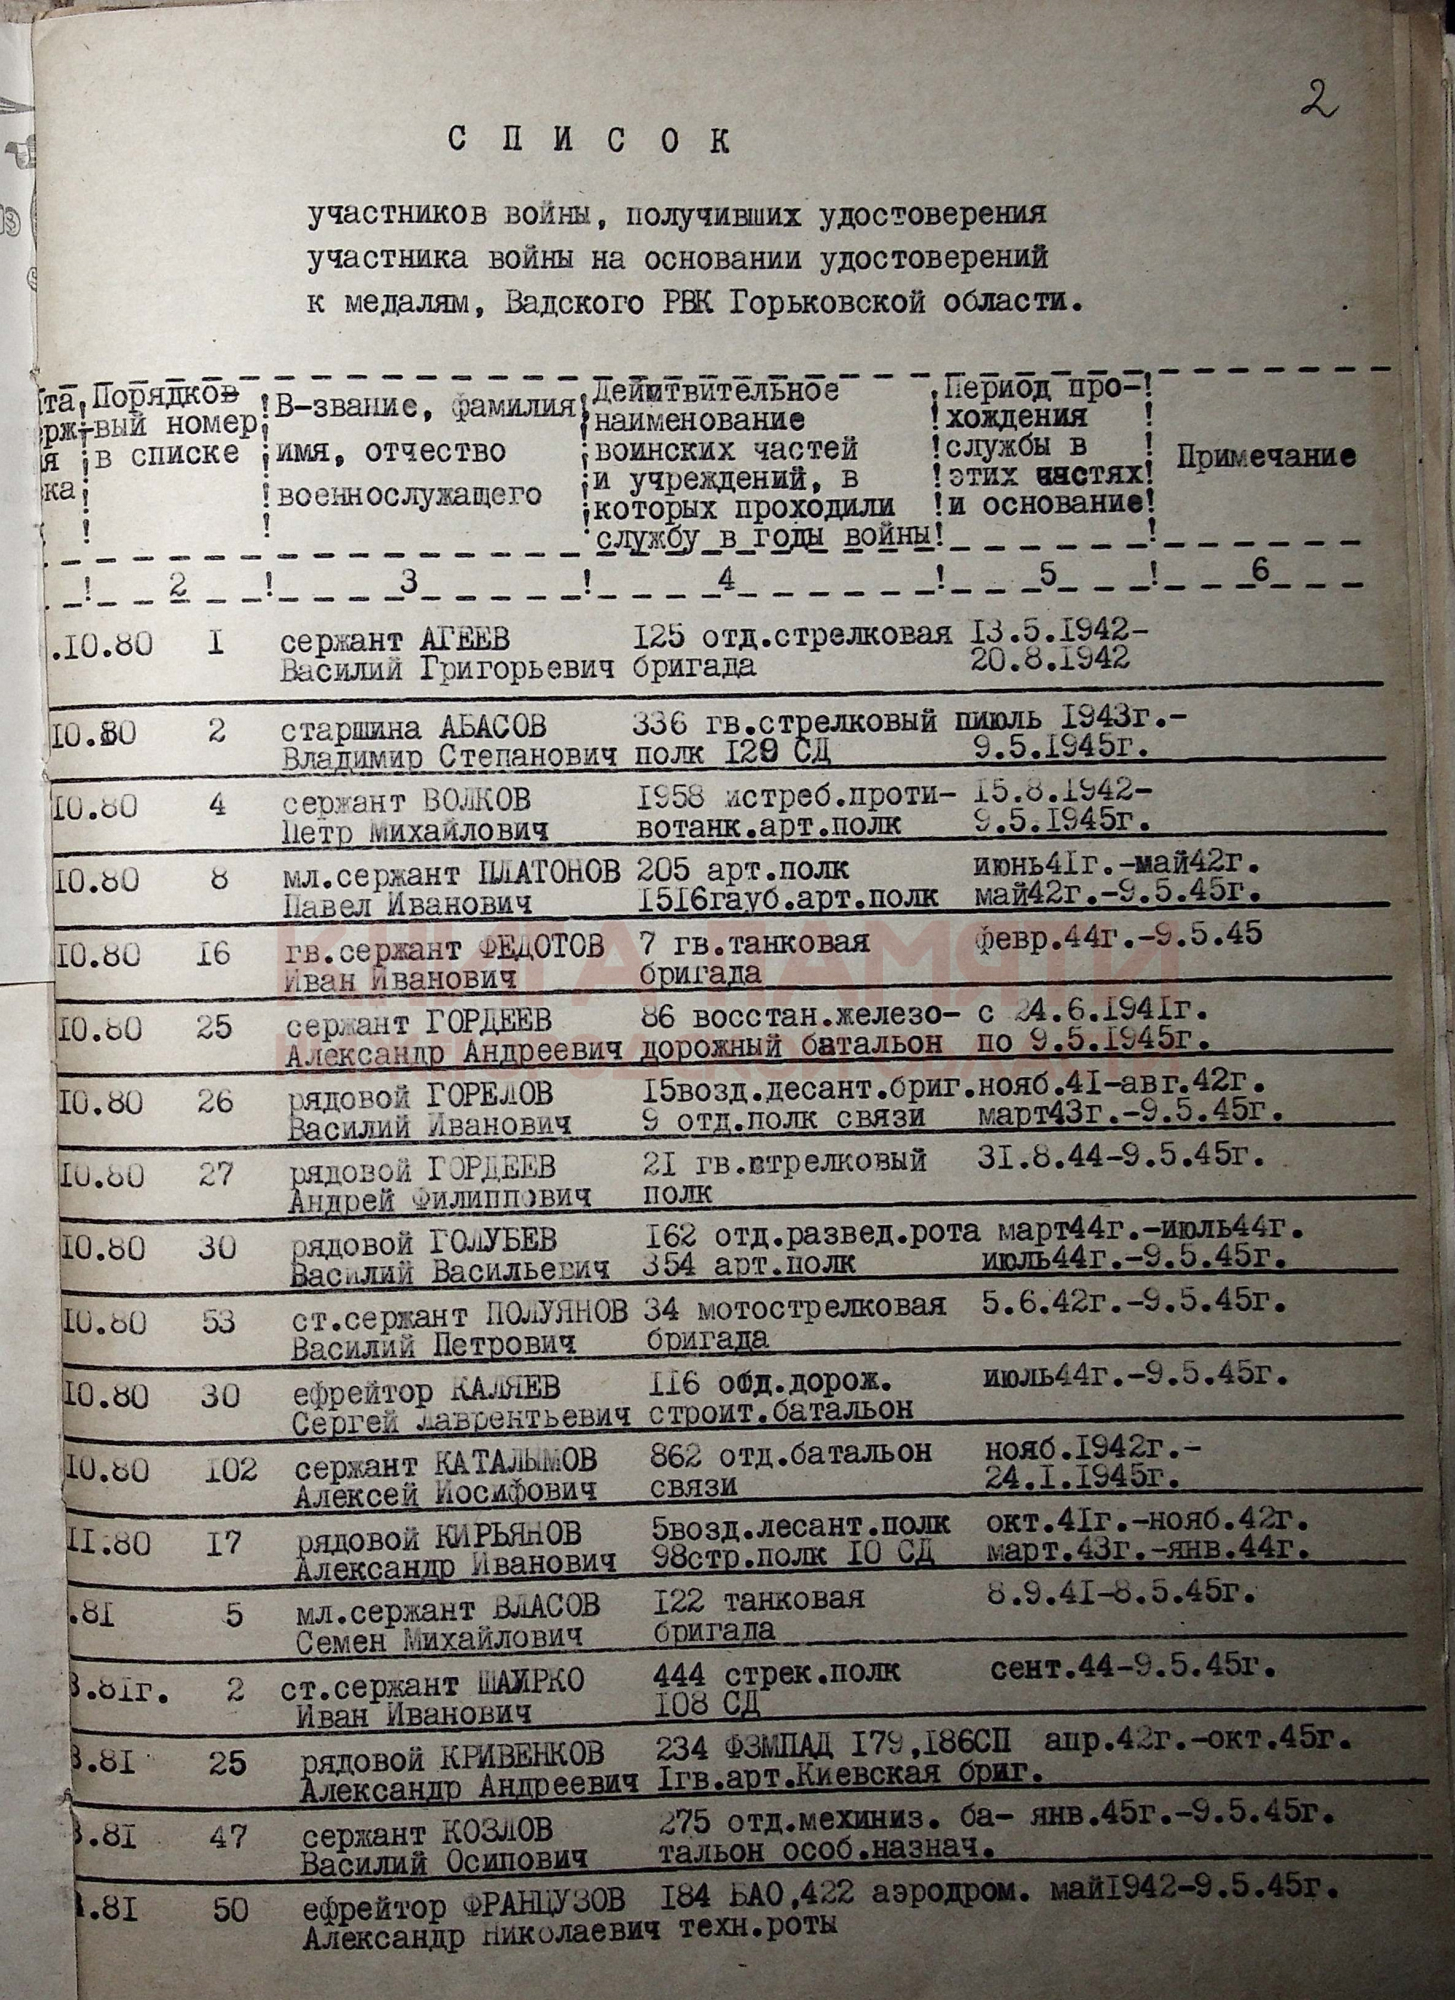 2
С П И С О К
участников войны, получивших удостоверения
участника войны на основании удостоверений
к медалям, Вадского РВК Горьковской области.
Порядков
вый номер
в списке
В-звание, фамилия
имя, отчество
военнослужащего
Дейтвительное
наименование
воинских частей
и учреждений, в
которых проходили
службу в годы войны
Период про-
хождения
службы в
этих частях
и основание
Примечание
2 ! 3 ! 4 ! 5 ! 6
.10.80 1 сержант АГЕЕВ 125 отд.стрелковая 13.5.1942-
Василий Григорьевич бригада 20.8.1942
10.80 2 старшина АБАСОВ 336 гв.стрелковый пиюль 1943г.-
Владимир Степанович полк 129 СД 9.5.1945г.
10.80 4 сержант ВОЛКОВ 1958 истреб.проти- 15.8.1942-
Петр Михайлович вотанк.арт.полк 9.5.1945г.
10.80 8 мл.сержант ПЛАТОНОВ 205 арт.полк июнь41г.-май42г.
Павел Иванович 1516гауб.арт.полк май42г.-9.5.45г.
10.80 16 гв.сержант ФЕДОТОВ 7 гв.танковая февр.44г.-9.5.45
Иван Иванович бригада
КНИГА ПАМЯТИ
10.80 25 сержант ГОРДЕЕВ 86 восстан.железо- с 24.6.1941г.
Александр Андреевич дорожный батальон по 9.5.1945г.
10.80 26 рядовой ГОРЕЛОВ 15возд.десант.бриг.нояб.41-авг.42г.
Василий Иванович 9 отд.полк связи март43г.-9.5.45г.
10.80 27 рядовой ГОРДЕЕВ 21 гв.стрелковый 31.8.44-9.5.45г.
Андрей Филиппович полк
10.80 30 рядовой ГОЛУБЕВ 162 отд.развед.рота март44г.-июль44г.
Василий Васильевич 354 арт.полк июль44г.-9.5.45г.
10.80 53 ст.сержант ПОЛУЯНОВ 34 мотострелковая 5.6.42г.-9.5.45г.
Василий Петрович бригада
10.80 30 ефрейтор КАЛЯЕВ 116 офд.дорож. июль44г.-9.5.45г.
Сергей Лаврентьевич строит.батальон
10.80 102 сержант КАТАЛЫМОВ 862 отд.батальон нояб.1942г.-
Алексей Иосифович связи 24.1.1945г.
11.80 17 рядовой КИРЬЯНОВ 5возд.лесант.полк окт.41г.-нояб.42г.
Александр Иванович 98стр.полк 10 СД март.43г.-янв.44г.
.81 5 мл.сержант ВЛАСОВ 122 танковая 8.9.41-8.5.45г.
Семен Михайлович бригада
3.81г. 2 ст.сержант ШАИРКО 444 стрек.полк сент.44-9.5.45г.
Иван Иванович 108 СД
3.81 25 рядовой КРИВЕНКОВ 234 ФЗМПАД 179,186СП апр.42г.-окт.45г.
Александр Андреевич 1гв.арт.Киевская бриг.
.81 47 сержант КОЗЛОВ 275 отд.мехиниз. ба- янв.45г.-9.5.45г.
Василий Осипович тальон особ.назнач.
.81 50 ефрейтор ФРАНЦУЗОВ 184 БАО,422 аэродром. май1942-9.5.45г.
Александр Николаевич техн.роты